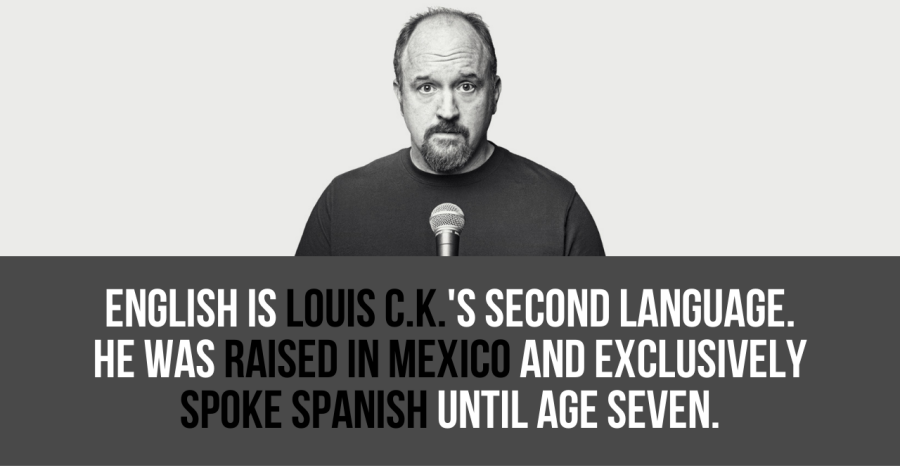 ENGLISH IS LOUIS C.K.'S SECOND LANGUAGE.
HE WAS RAISED IN MEXICO AND EXCLUSIVELY
SPOKE SPANISH UNTIL AGE SEVEN.